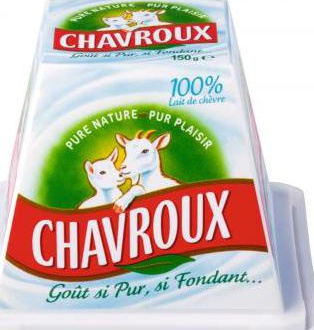 PURE NATURE PUR PLAISIR
CHAVROUX
Goût si Pur, si Fondant...
150 g e
100%
Lait de chèvre
PURE NATURE PUR PLAISIR
CHAVROUX
Goût si Pur, si Fondant...